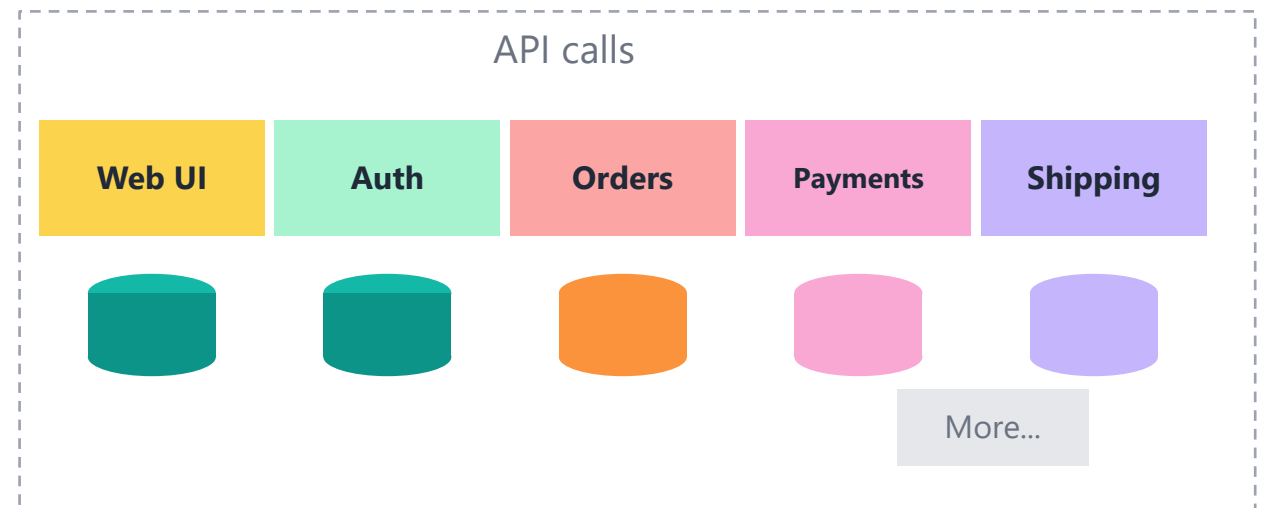 API calls
Web UI
Auth
Orders
Payments
Shipping
More...